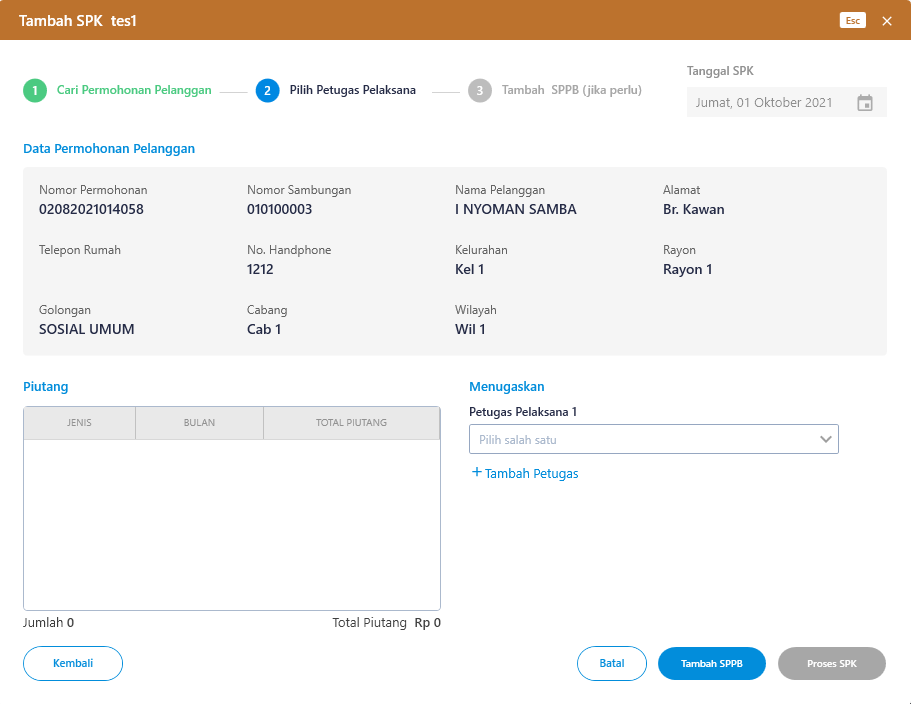 Tambah SPK tes1
Esc
1 Cari Permohonan Pelanggan
2 Pilih Petugas Pelaksana
3 Tambah SPPB (jika perlu)
Tanggal SPK
Jumat, 01 Oktober 2021
Data Permohonan Pelanggan
Nomor Permohonan Nomor Sambungan Nama Pelanggan Alamat
02082021014058 010100003 I NYOMAN SAMBA Br. Kawan
Telepon Rumah No. Handphone Kelurahan Rayon
1212 Kel 1 Rayon 1
Golongan Cabang Wilayah
SOSIAL UMUM Cab 1 Wil 1
Piutang
JENIS BULAN TOTAL PIUTANG
Jumlah 0 Total Piutang Rp 0
Menugaskan
Petugas Pelaksana 1
Pilih salah satu
+ Tambah Petugas
Kembali Batal Tambah SPPB Proses SPK